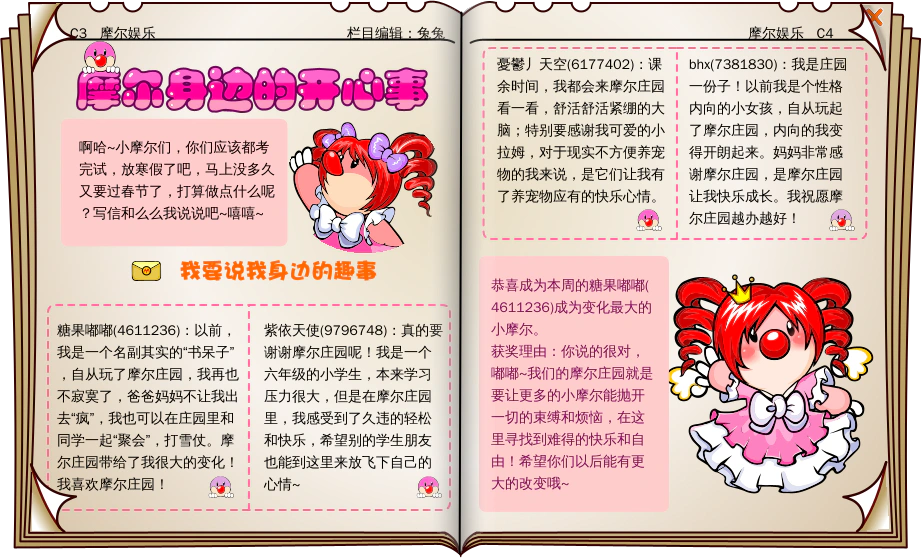 C3 摩尔娱乐 栏目编辑：兔兔
摩尔身边的开心事
啊哈~小摩尔们，你们应该都考
完试，放寒假了吧，马上没多久
又要过春节了，打算做点什么呢
？写信和么么我说说吧~嘻嘻~
我要说我身边的趣事
糖果嘟嘟(4611236)：以前，
我是一个名副其实的“书呆子”
，自从玩了摩尔庄园，我再也
不寂寞了，爸爸妈妈不让我出
去“疯”，我也可以在庄园里和
同学一起“聚会”，打雪仗。摩
尔庄园带给了我很大的变化！
我喜欢摩尔庄园！
紫依天使(9796748)：真的要
谢谢摩尔庄园呢！我是一个
六年级的小学生，本来学习
压力很大，但是在摩尔庄园
里，我感受到了久违的轻松
和快乐，希望别的学生朋友
也能到这里来放飞下自己的
心情~
摩尔娱乐 C4
憂鬱丿天空(6177402)：课
余时间，我都会来摩尔庄园
看一看，舒活舒活紧绷的大
脑；特别要感谢我可爱的小
拉姆，对于现实不方便养宠
物的我来说，是它们让我有
了养宠物应有的快乐心情。
bhx(7381830)：我是庄园
一份子！以前我是个性格
内向的小女孩，自从玩起
了摩尔庄园，内向的我变
得开朗起来。妈妈非常感
谢摩尔庄园，是摩尔庄园
让我快乐成长。我祝愿摩
尔庄园越办越好！
恭喜成为本周的糖果嘟嘟(
4611236)成为变化最大的
小摩尔。
获奖理由：你说的很对，
嘟嘟~我们的摩尔庄园就是
要让更多的小摩尔能抛开
一切的束缚和烦恼，在这
里寻找到难得的快乐和自
由！希望你们以后能有更
大的改变哦~